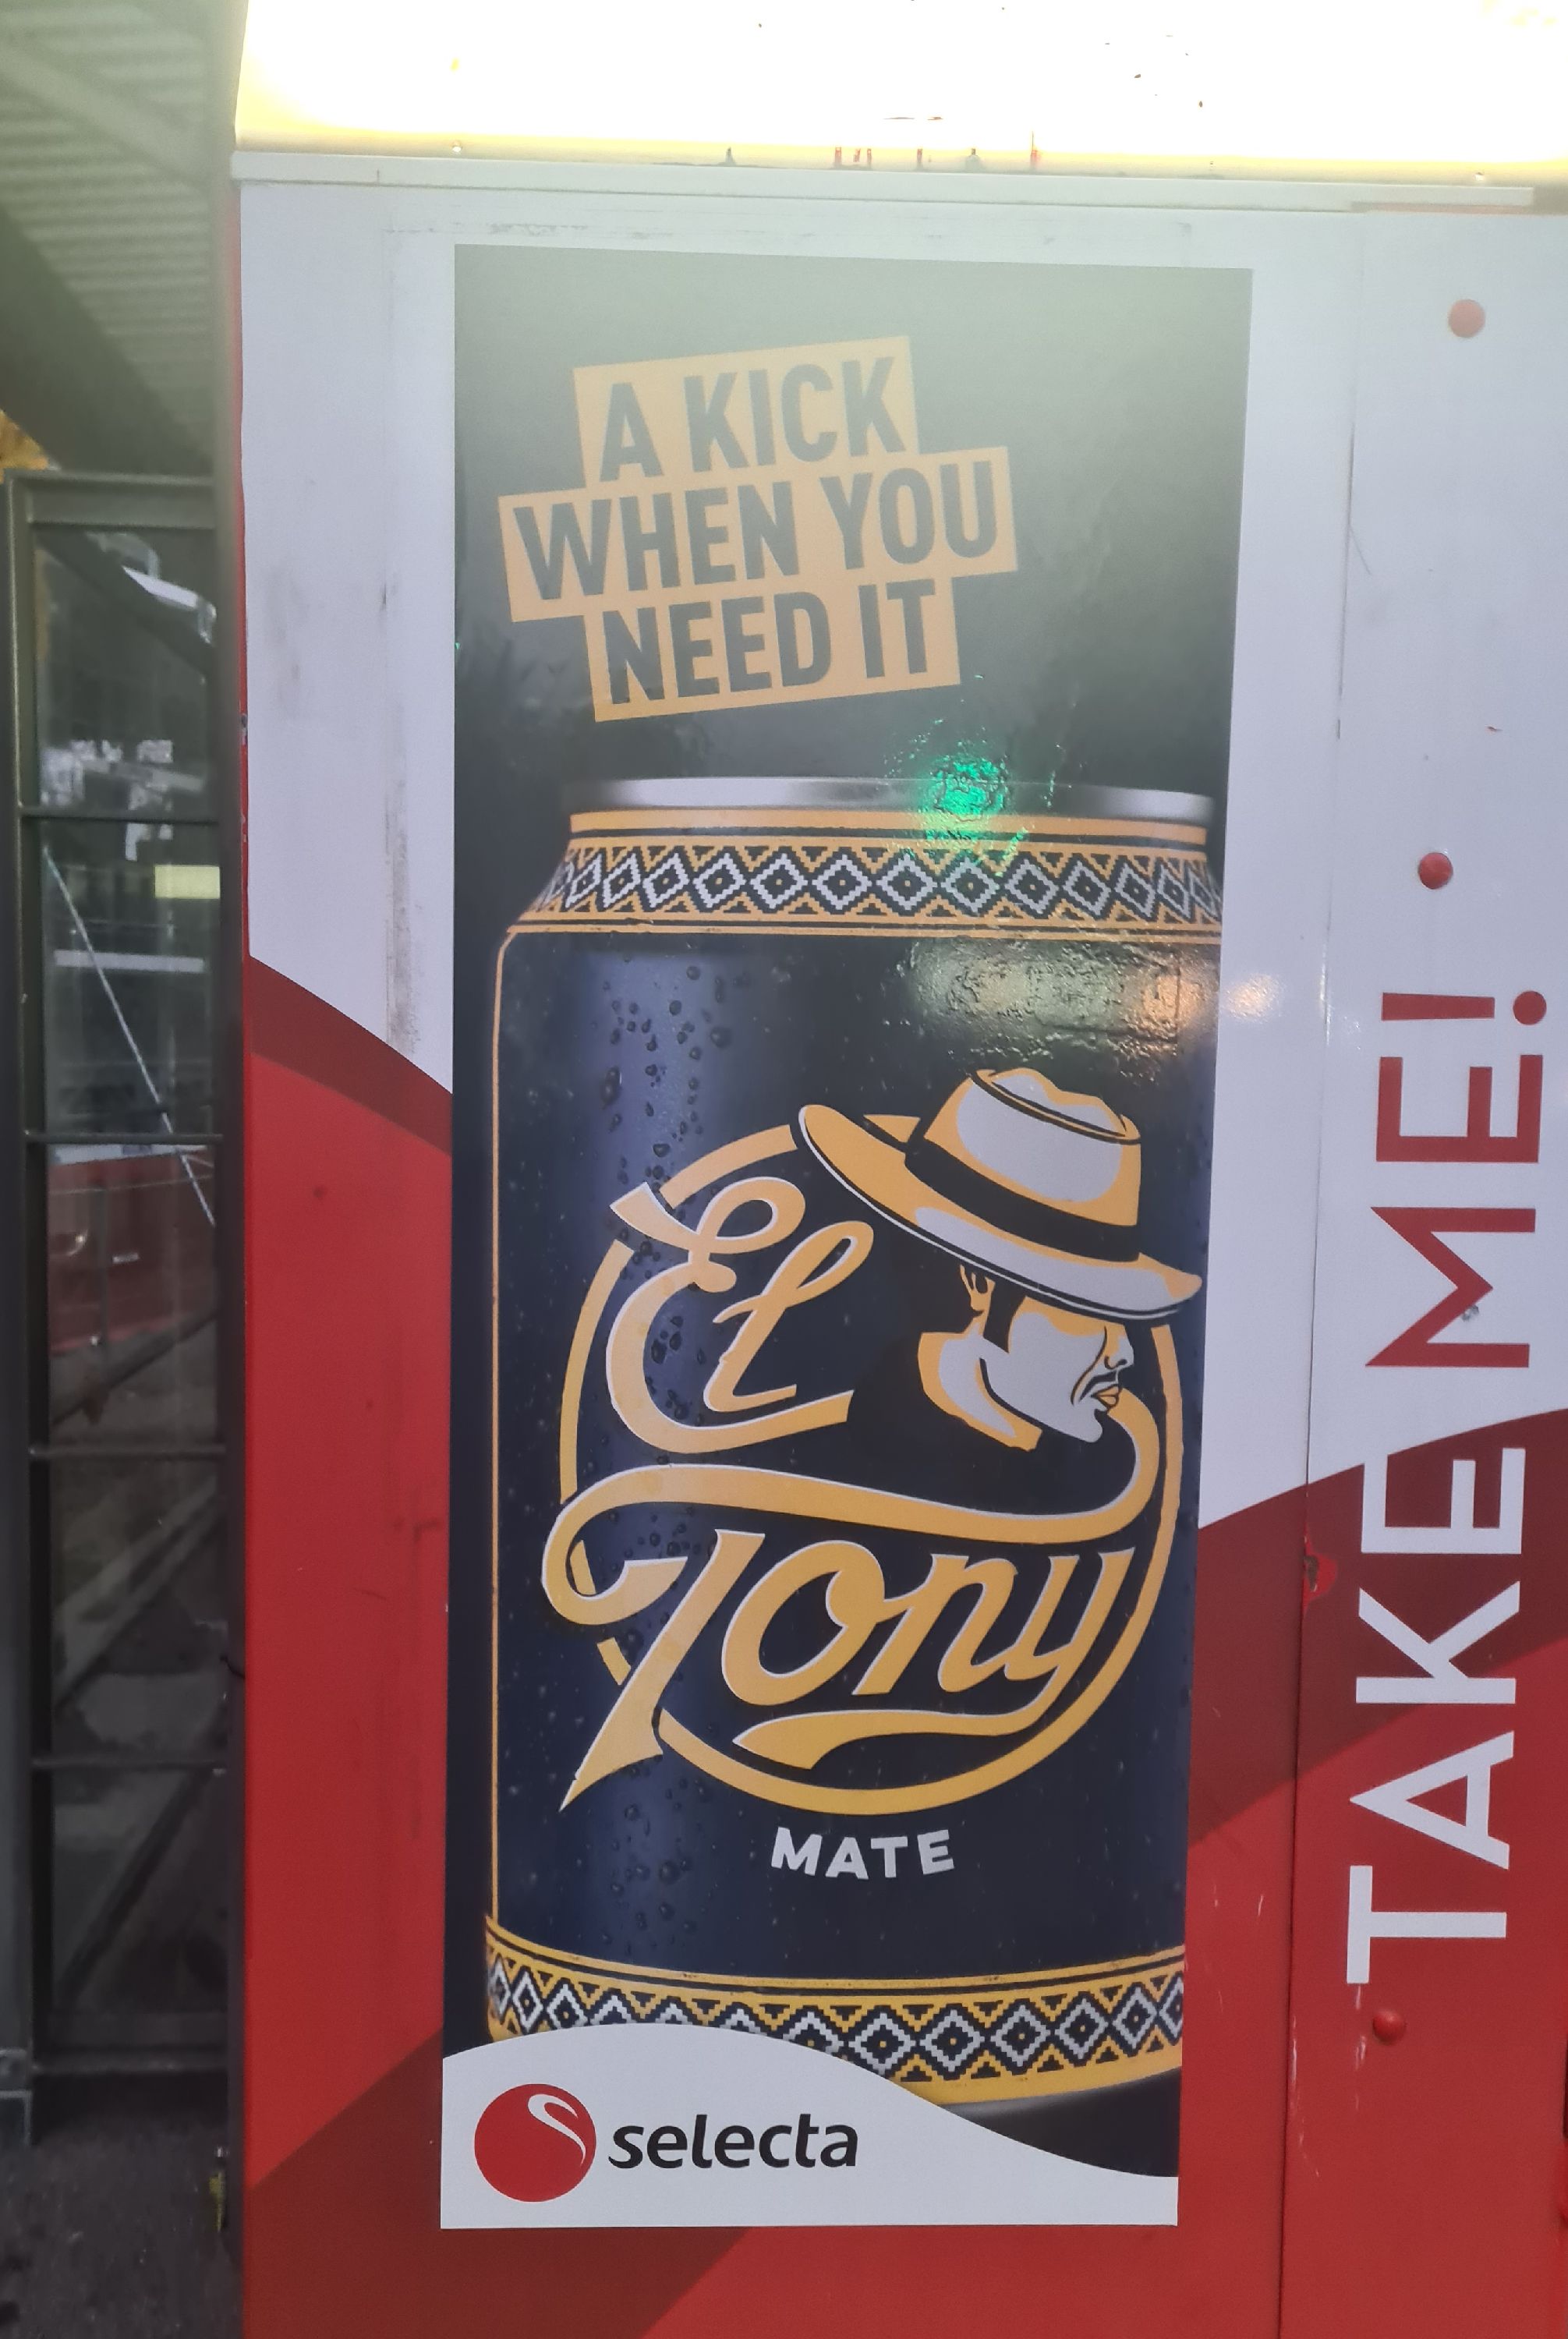 A KICK
WHEN YOU
NEED IT
El
Tony
MATE
selecta
TAKE ME!